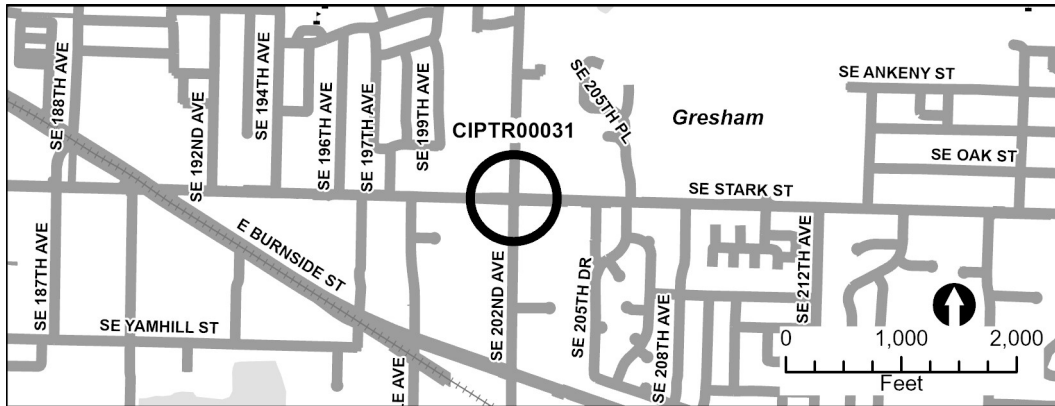 SE 188TH AVE
SE 192ND AVE
SE 194TH AVE
SE 196TH AVE
SE 197TH AVE
SE 199TH AVE
SE 205TH PL
SE ANKENY ST
Gresham
CIPTR00031
SE OAK ST
SE STARK ST
SE 187TH AVE
E BURNSIDE ST
SE 202ND AVE
SE 205TH DR
SE 208TH AVE
SE 212TH AVE
SE YAMHILL ST
LE AVE
0 1,000 2,000
Feet